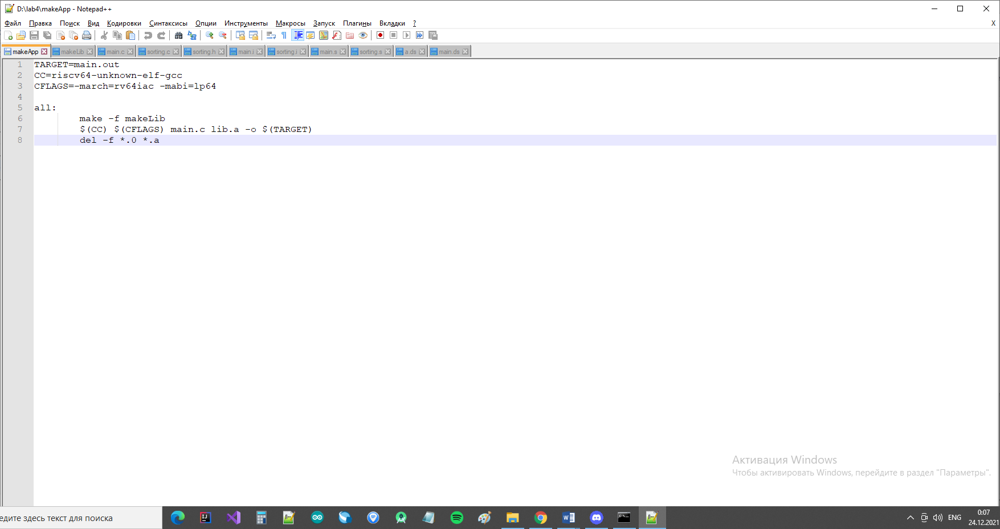 D:\lab4\makeApp - Notepad++
Файл Правка Поиск Вид Кодировки Синтаксисы Опции Инструменты Макросы Запуск Плагины Вкладки ? X
makeApp makeLib main.c sorting.c sorting.h main.i sorting.i main.s sorting.s a.ds main.ds
1 TARGET=main.out
2 CC=riscv64-unknown-elf-gcc
3 CFLAGS=-march=rv64iac -mabi=lp64
4
5 all:
6 make -f makeLib
7 $(CC) $(CFLAGS) main.c lib.a -o $(TARGET)
8 del -f *.0 *.a
Активация Windows
Чтобы активировать Windows, перейдите в раздел "Параметры".
едите здесь текст для поиска
ENG
0:07
24.12.2021